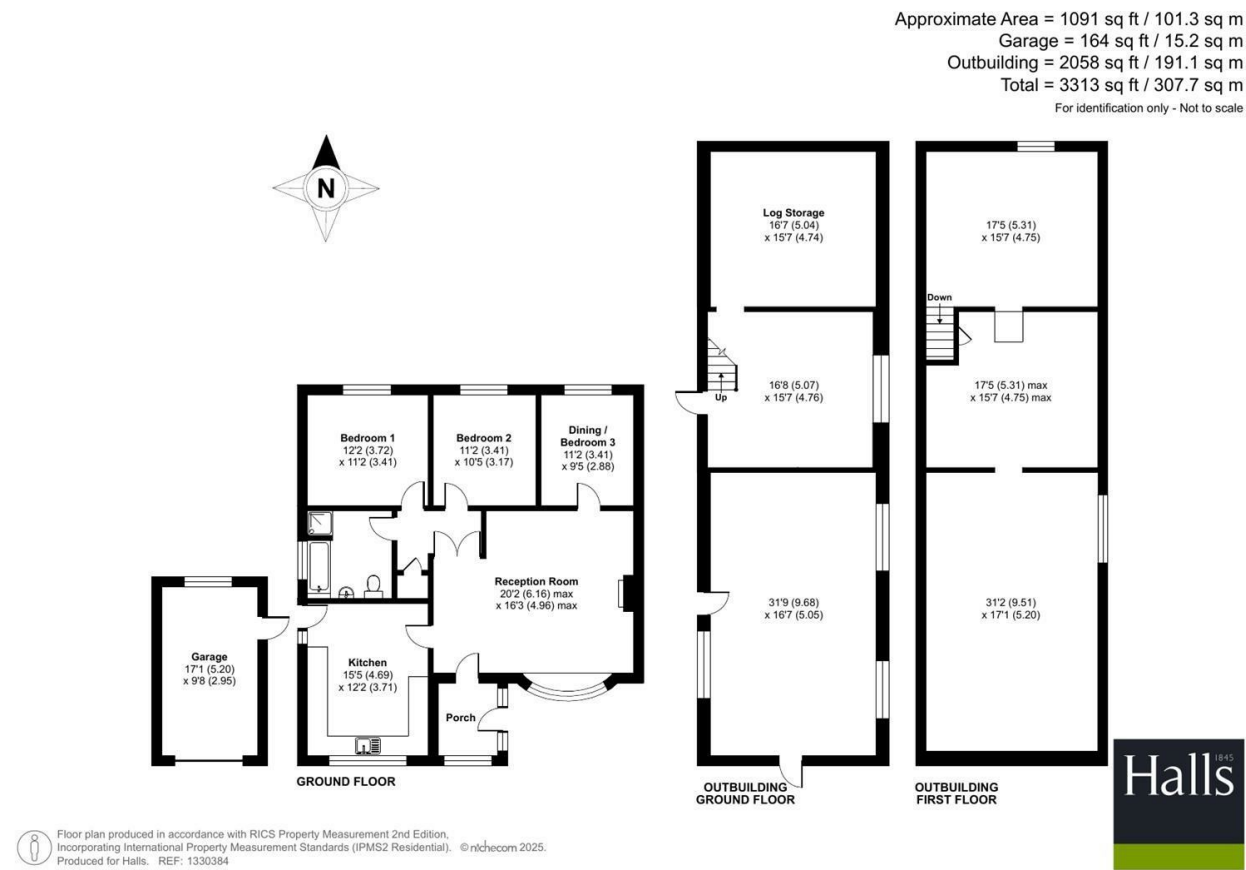 Approximate Area = 1091 sq ft / 101.3 sq m
Garage = 164 sq ft / 15.2 sq m
Outbuilding = 2058 sq ft / 191.1 sq m
Total = 3313 sq ft / 307.7 sq m
For identification only - Not to scale
N
Log Storage
16'7 (5.04)
x 15'7 (4.74)
17'5 (5.31)
x 15'7 (4.75)
Down
16'8 (5.07)
x 15'7 (4.76)
Up
17'5 (5.31) max
x 15'7 (4.75) max
Bedroom 1
12'2 (3.72)
x 11'2 (3.41)
Bedroom 2
11'2 (3.41)
x 10'5 (3.17)
Dining /
Bedroom 3
11'2 (3.41)
x 9'5 (2.88)
Reception Room
20'2 (6.16) max
x 16'3 (4.96) max
31'9 (9.68)
x 16'7 (5.05)
31'2 (9.51)
x 17'1 (5.20)
Garage
17'1 (5.20)
x 9'8 (2.95)
Kitchen
15'5 (4.69)
x 12'2 (3.71)
Porch
GROUND FLOOR
OUTBUILDING
GROUND FLOOR
OUTBUILDING
FIRST FLOOR
Halls 1845
Floor plan produced in accordance with RICS Property Measurement 2nd Edition,
Incorporating International Property Measurement Standards (IPMS2 Residential). © nichecom 2025.
Produced for Halls. REF: 1330384